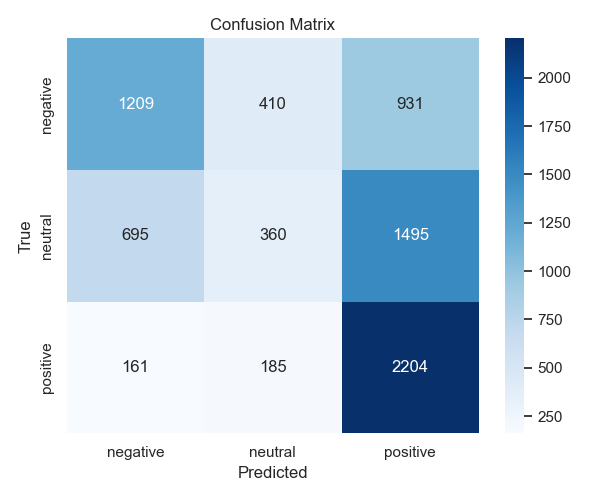 Confusion Matrix
True
negative
1209 410 931
neutral
695 360 1495
positive
161 185 2204
negative neutral positive
Predicted
2000
1750
1500
1250
1000
750
500
250